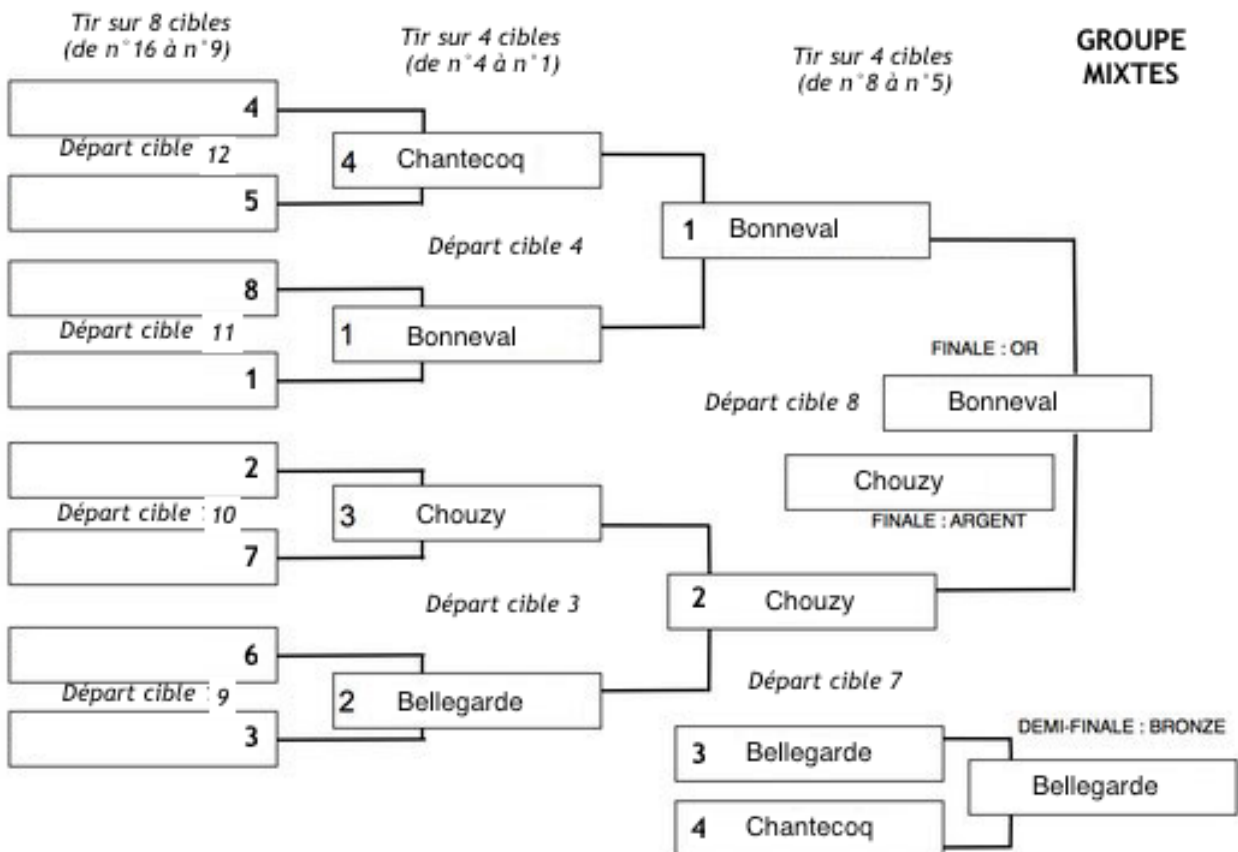 Tir sur 8 cibles
(de n°16 à n°9)
Tir sur 4 cibles
(de n°4 à n°1)
Tir sur 4 cibles
(de n°8 à n°5)
GROUPE
MIXTES
4
Départ cible 12
5
4 Chantecoq
Départ cible 4
8
Départ cible 11
1
1 Bonneval
1 Bonneval
FINALE : OR
Départ cible 8
Bonneval
Chouzy
FINALE : ARGENT
2
Départ cible 10
7
3 Chouzy
Départ cible 3
2 Chouzy
6
Départ cible 9
3
2 Bellegarde
Départ cible 7
DEMI-FINALE : BRONZE
3 Bellegarde
Bellegarde
4 Chantecoq